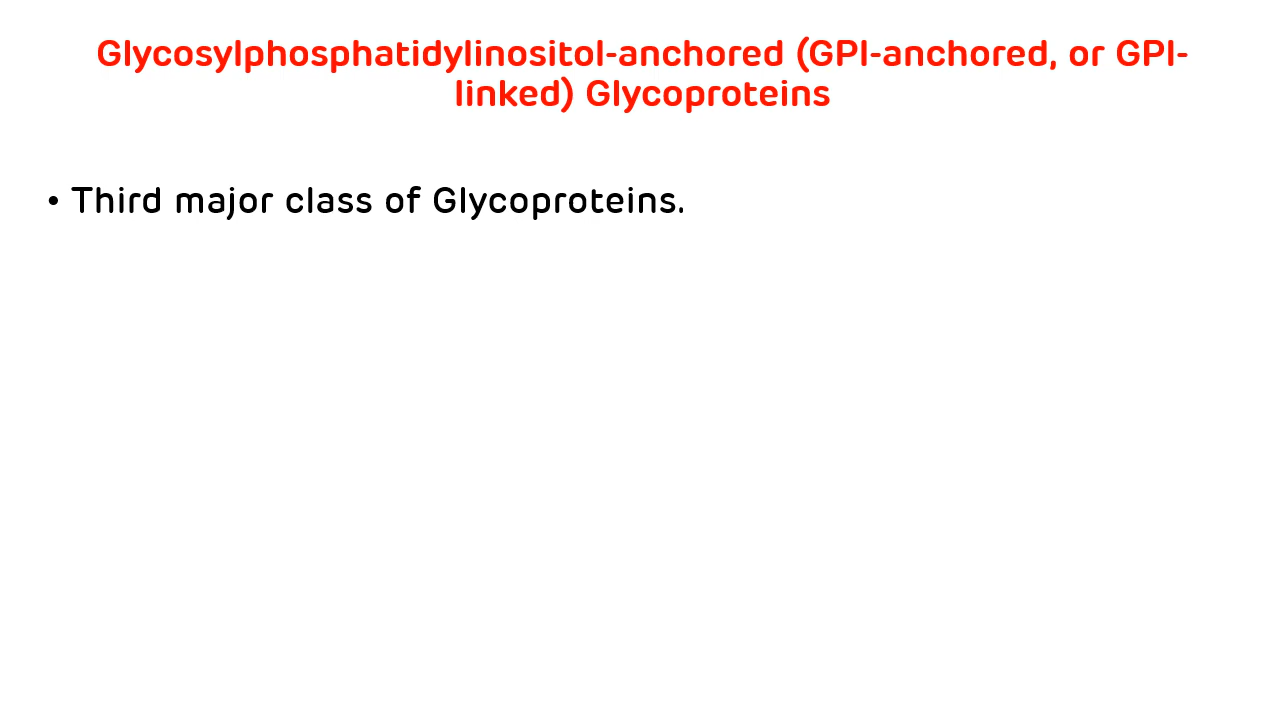 Glycosylphosphatidylinositol-anchored (GPI-anchored, or GPI-
linked) Glycoproteins
• Third major class of Glycoproteins.